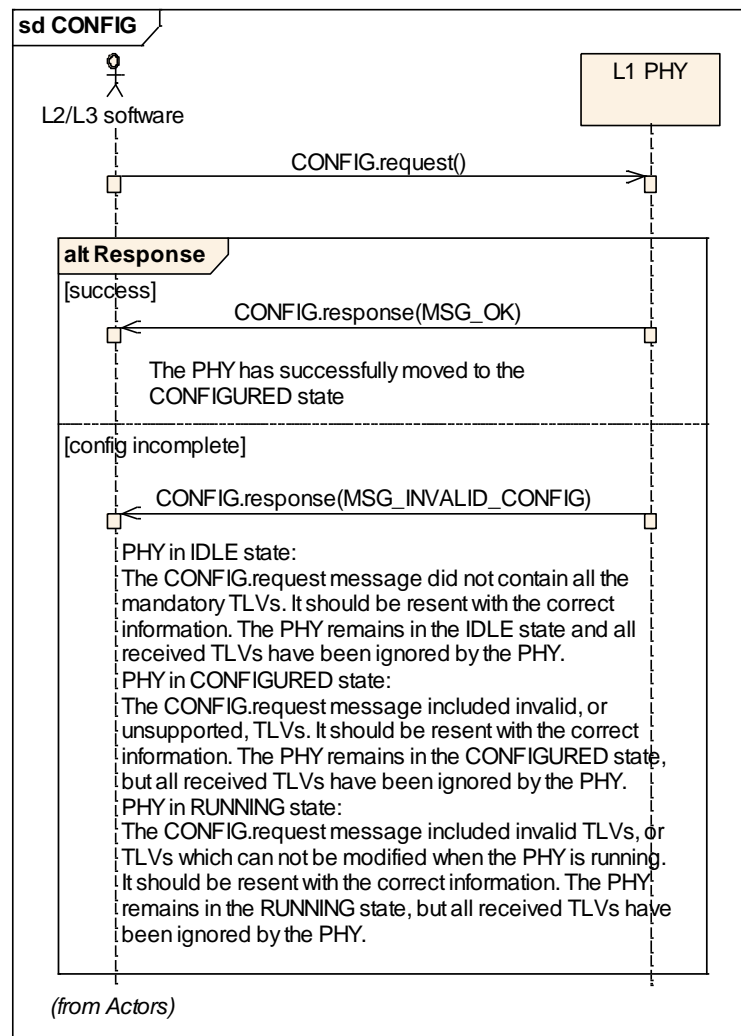 sd CONFIG
L2/L3 software
L1 PHY
CONFIG.request()
alt Response
[success]
CONFIG.response(MSG_OK)
The PHY has successfully moved to the
CONFIGURED state
[config incomplete]
CONFIG.response(MSG_INVALID_CONFIG)
PHY in IDLE state:
The CONFIG.request message did not contain all the
mandatory TLVs. It should be resent with the correct
information. The PHY remains in the IDLE state and all
received TLVs have been ignored by the PHY.
PHY in CONFIGURED state:
The CONFIG.request message included invalid, or
unsupported, TLVs. It should be resent with the correct
information. The PHY remains in the CONFIGURED state,
but all received TLVs have been ignored by the PHY.
PHY in RUNNING state:
The CONFIG.request message included invalid TLVs, or
TLVs which can not be modified when the PHY is running.
It should be resent with the correct information. The PHY
remains in the RUNNING state, but all received TLVs have
been ignored by the PHY.
(from Actors)